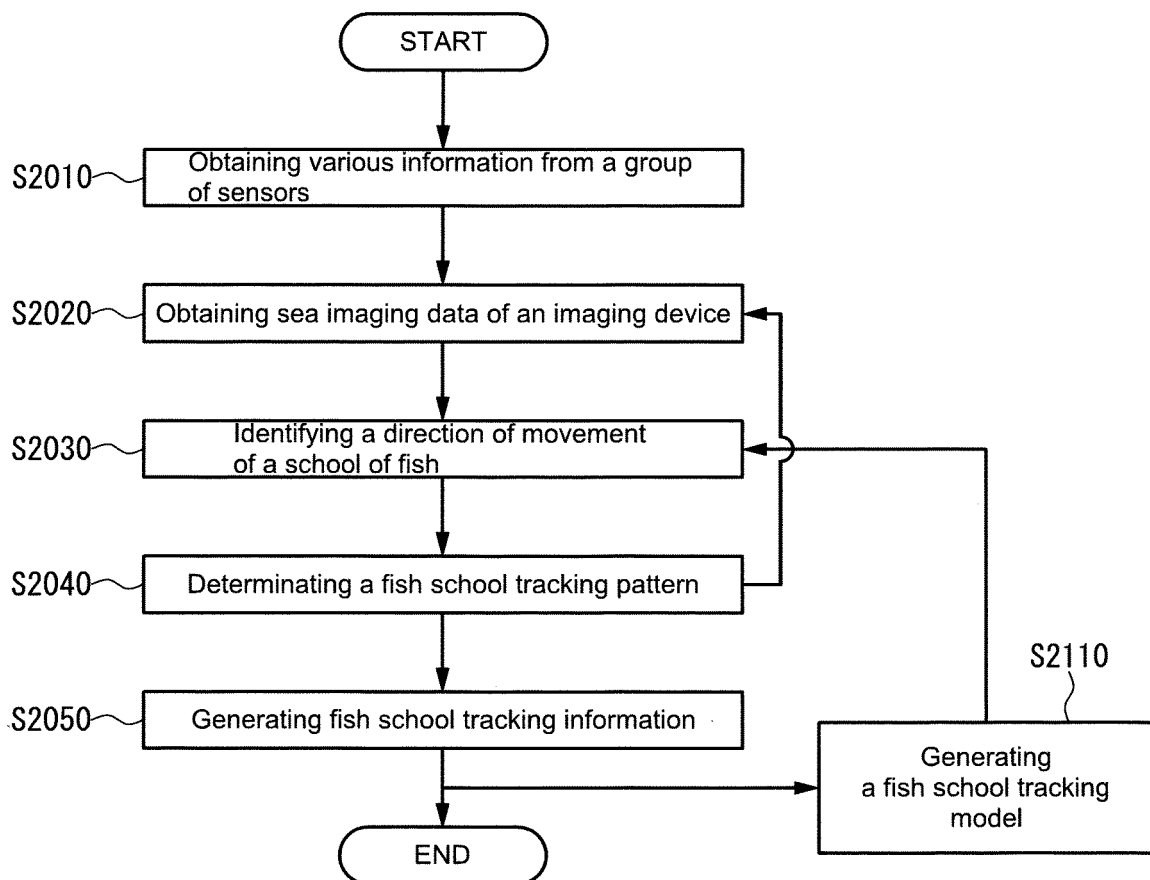 START
S2010
Obtaining various information from a group
of sensors
S2020
Obtaining sea imaging data of an imaging device
S2030
Identifying a direction of movement
of a school of fish
S2040
Determinating a fish school tracking pattern
S2050
Generating fish school tracking information
S2110
Generating
a fish school tracking
model
END